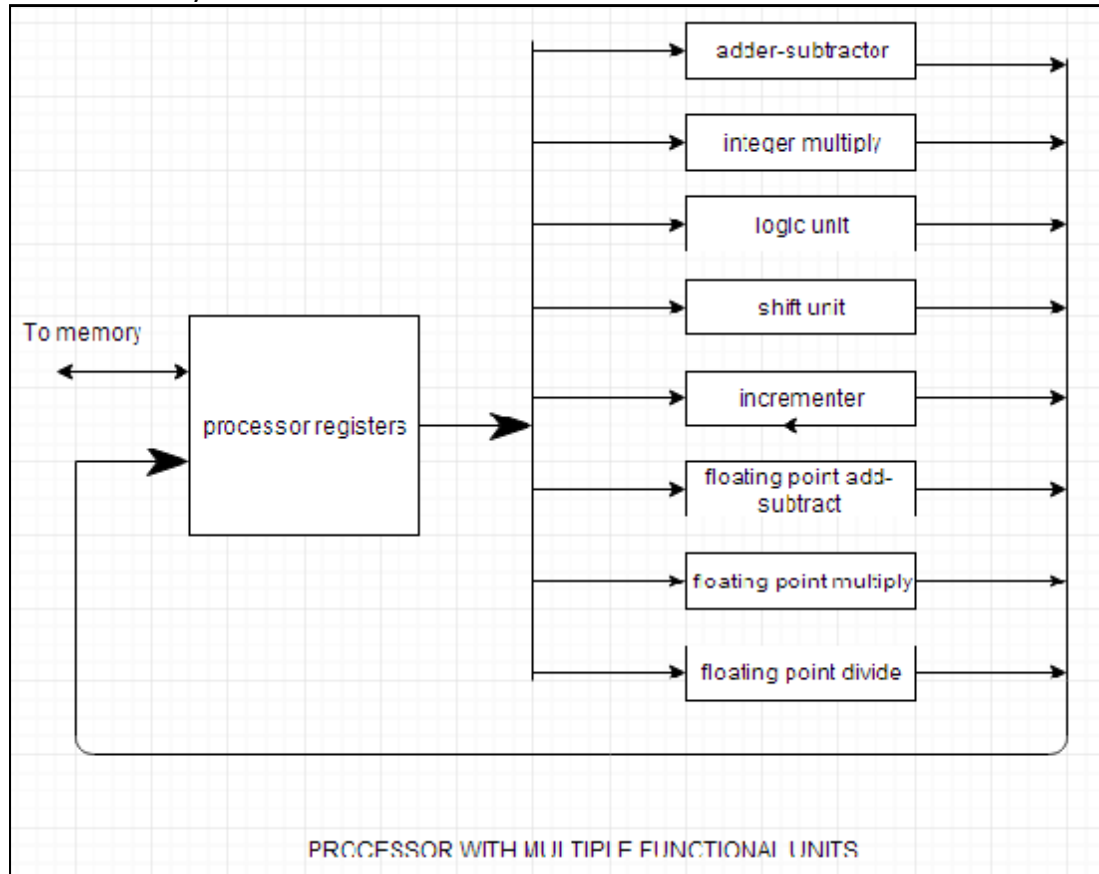 adder-subtractor
integer multiply
logic unit
shift unit
To memory
incrementer
processor registers
floating point add-
subtract
floating point multiply
floating point divide
PROCESSOR WITH MULTIPLE FUNCTIONAL UNITS